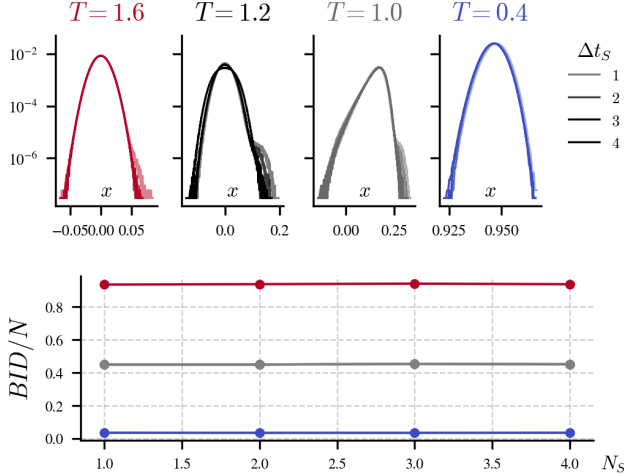 T = 1.6 T = 1.2 T = 1.0 T = 0.4
10⁻² 10⁻⁴ 10⁻⁶
x x x x
−0.05 0.00 0.05 0.0 0.2 0.00 0.25 0.925 0.950
Δt_S
1
2
3
4
BID/N
0.8
0.6
0.4
0.2
0.0
1.0 1.5 2.0 2.5 3.0 3.5 4.0 N_S